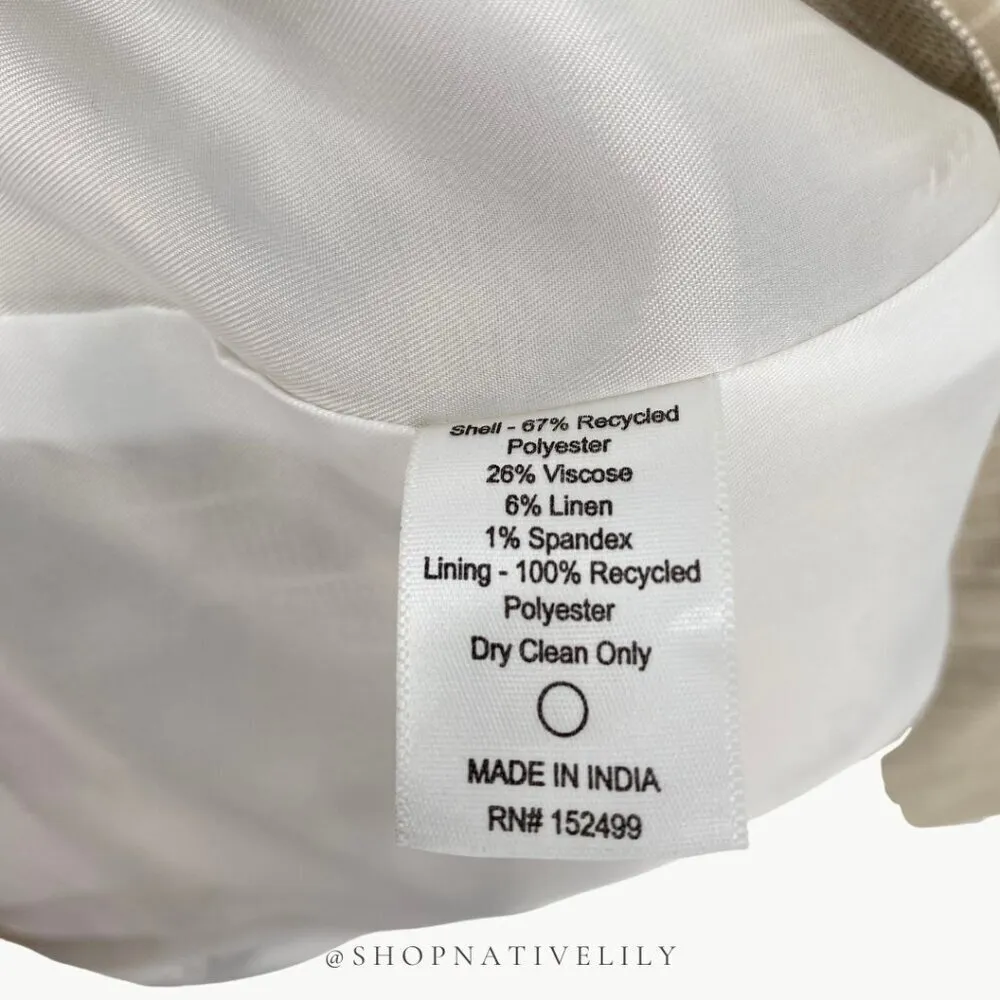 Shell - 67% Recycled
Polyester
26% Viscose
6% Linen
1% Spandex
Lining - 100% Recycled
Polyester
Dry Clean Only
MADE IN INDIA
RN# 152499
@SHOPNATIVELILY